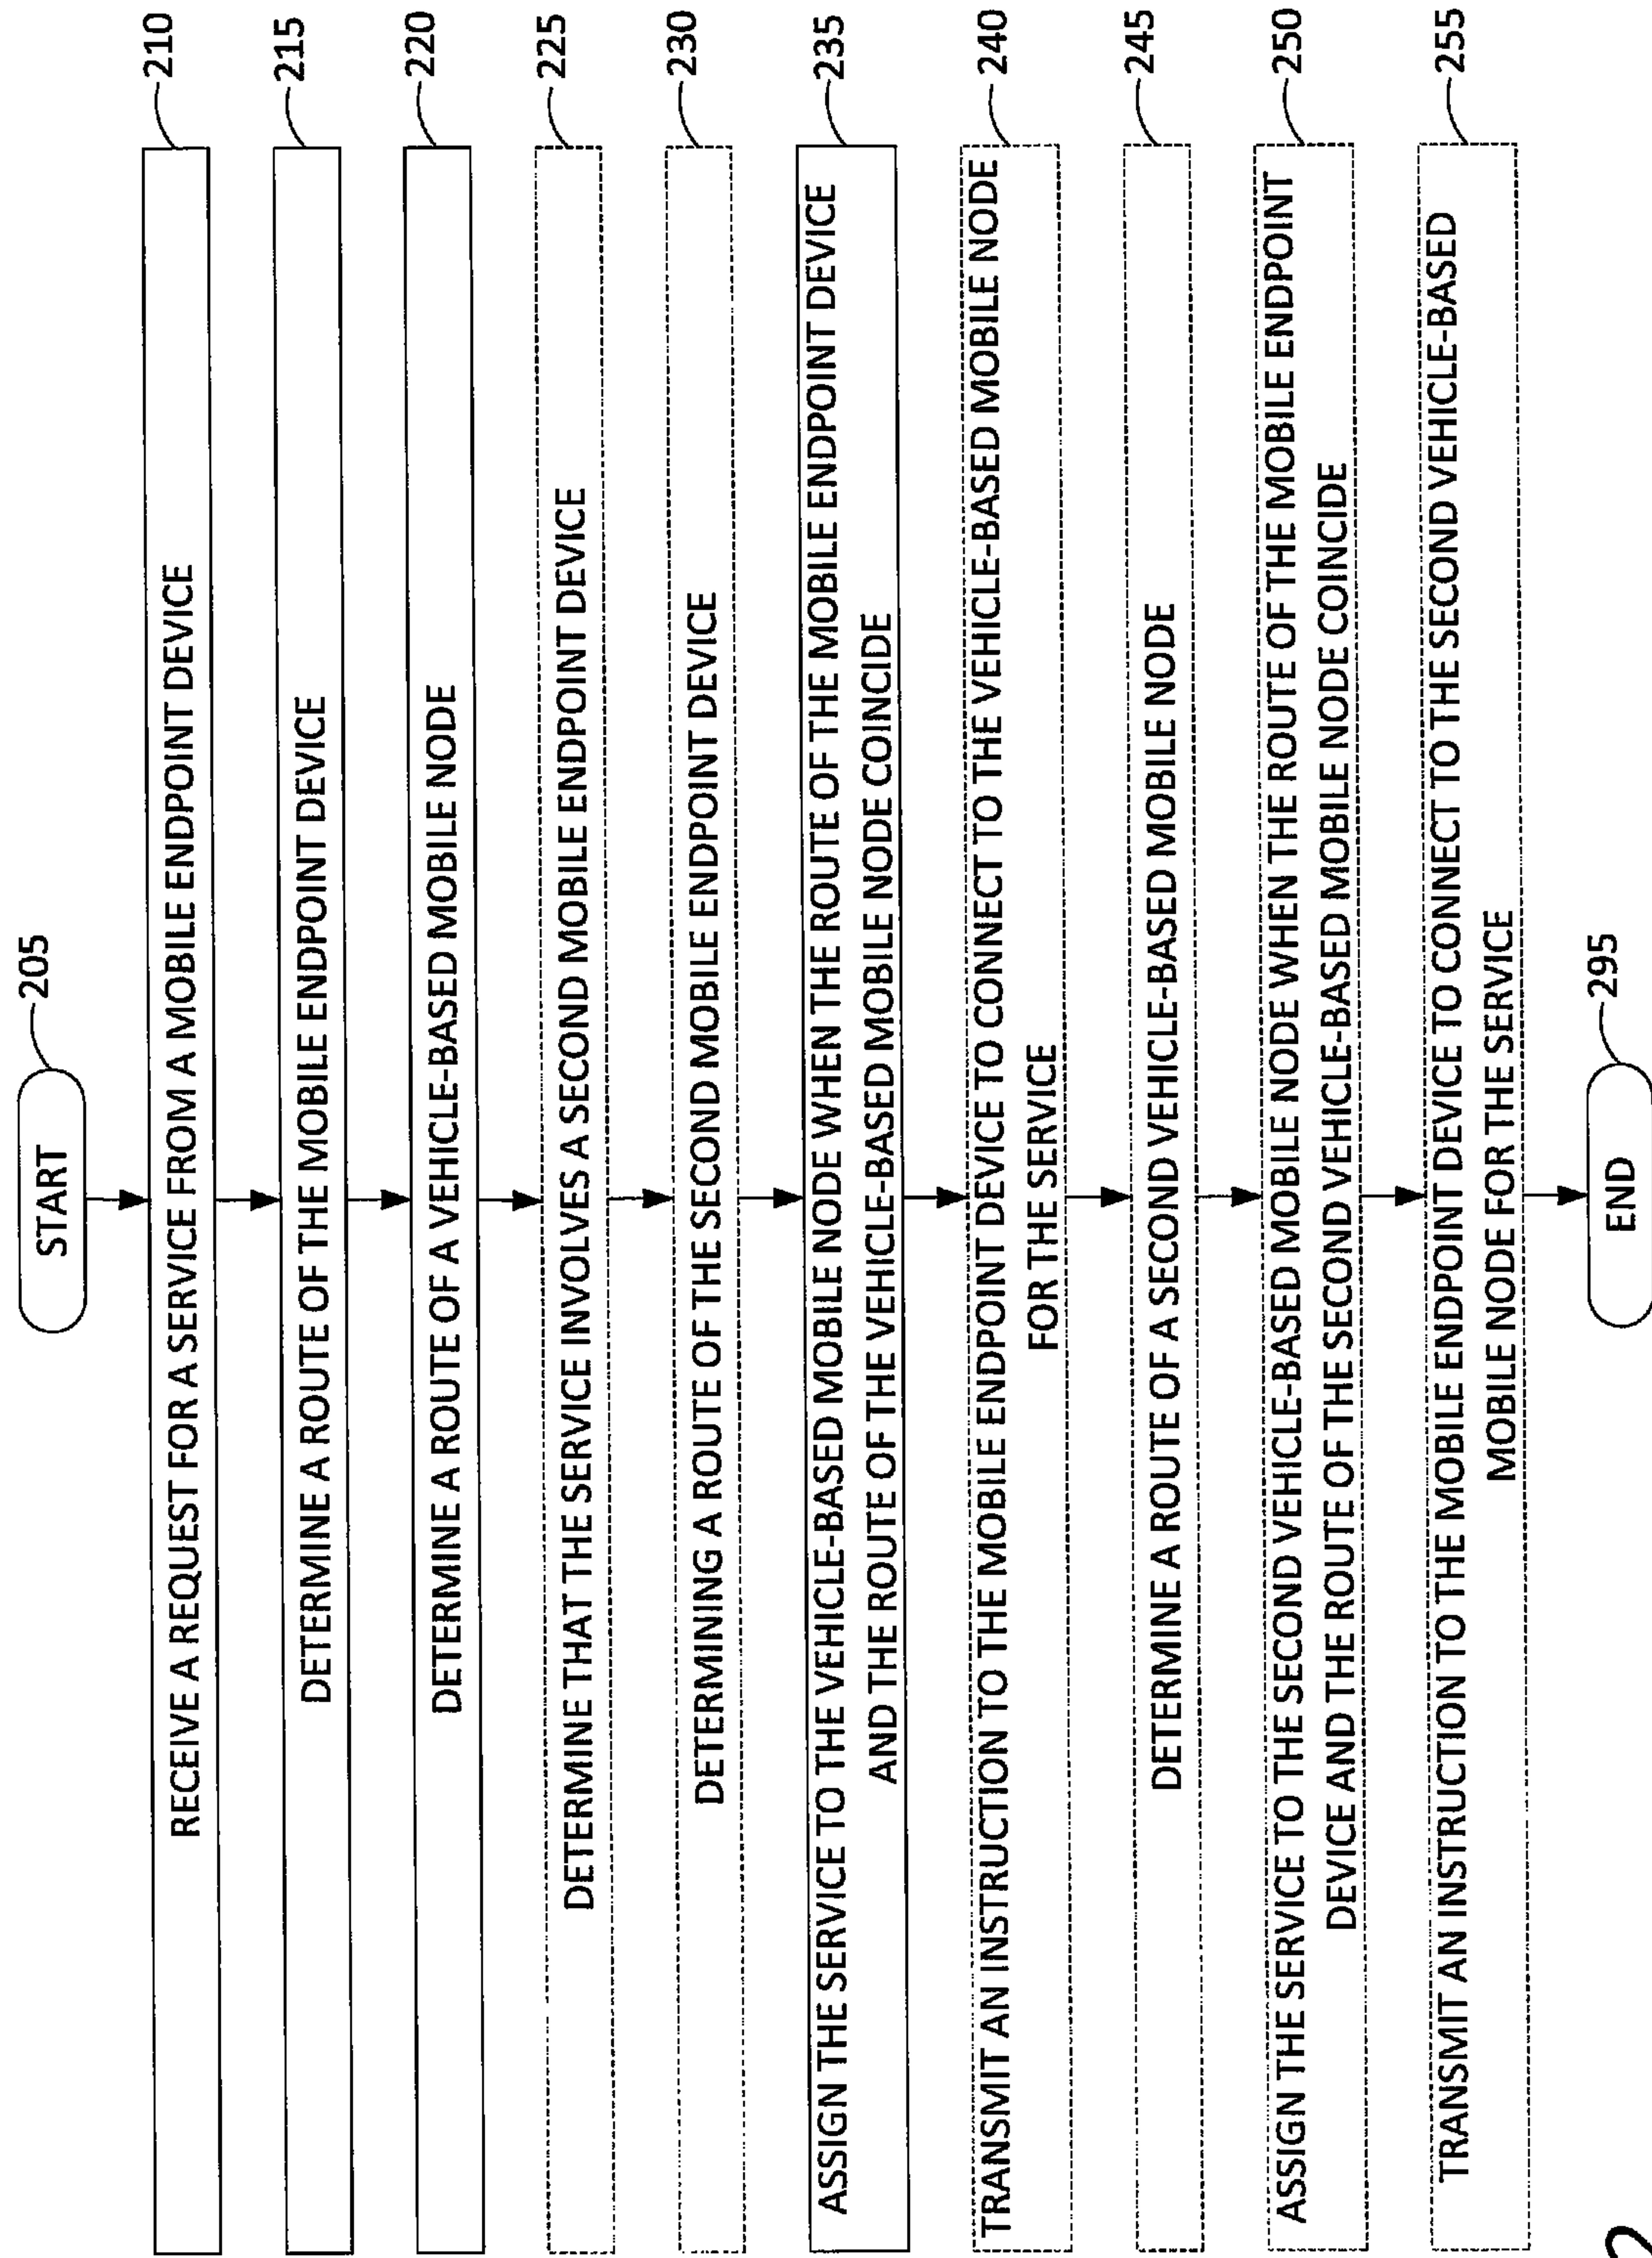 205
START
210
RECEIVE A REQUEST FOR A SERVICE FROM A MOBILE ENDPOINT DEVICE
215
DETERMINE A ROUTE OF THE MOBILE ENDPOINT DEVICE
220
DETERMINE A ROUTE OF A VEHICLE-BASED MOBILE NODE
225
DETERMINE THAT THE SERVICE INVOLVES A SECOND MOBILE ENDPOINT DEVICE
230
DETERMINING A ROUTE OF THE SECOND MOBILE ENDPOINT DEVICE
235
ASSIGN THE SERVICE TO THE VEHICLE-BASED MOBILE NODE WHEN THE ROUTE OF THE MOBILE ENDPOINT DEVICE
AND THE ROUTE OF THE VEHICLE-BASED MOBILE NODE COINCIDE
240
TRANSMIT AN INSTRUCTION TO THE MOBILE ENDPOINT DEVICE TO CONNECT TO THE VEHICLE-BASED MOBILE NODE
FOR THE SERVICE
245
DETERMINE A ROUTE OF A SECOND VEHICLE-BASED MOBILE NODE
250
ASSIGN THE SERVICE TO THE SECOND VEHICLE-BASED MOBILE NODE WHEN THE ROUTE OF THE MOBILE ENDPOINT
DEVICE AND THE ROUTE OF THE SECOND VEHICLE-BASED MOBILE NODE COINCIDE
255
TRANSMIT AN INSTRUCTION TO THE MOBILE ENDPOINT DEVICE TO CONNECT TO THE SECOND VEHICLE-BASED
MOBILE NODE FOR THE SERVICE
295
END